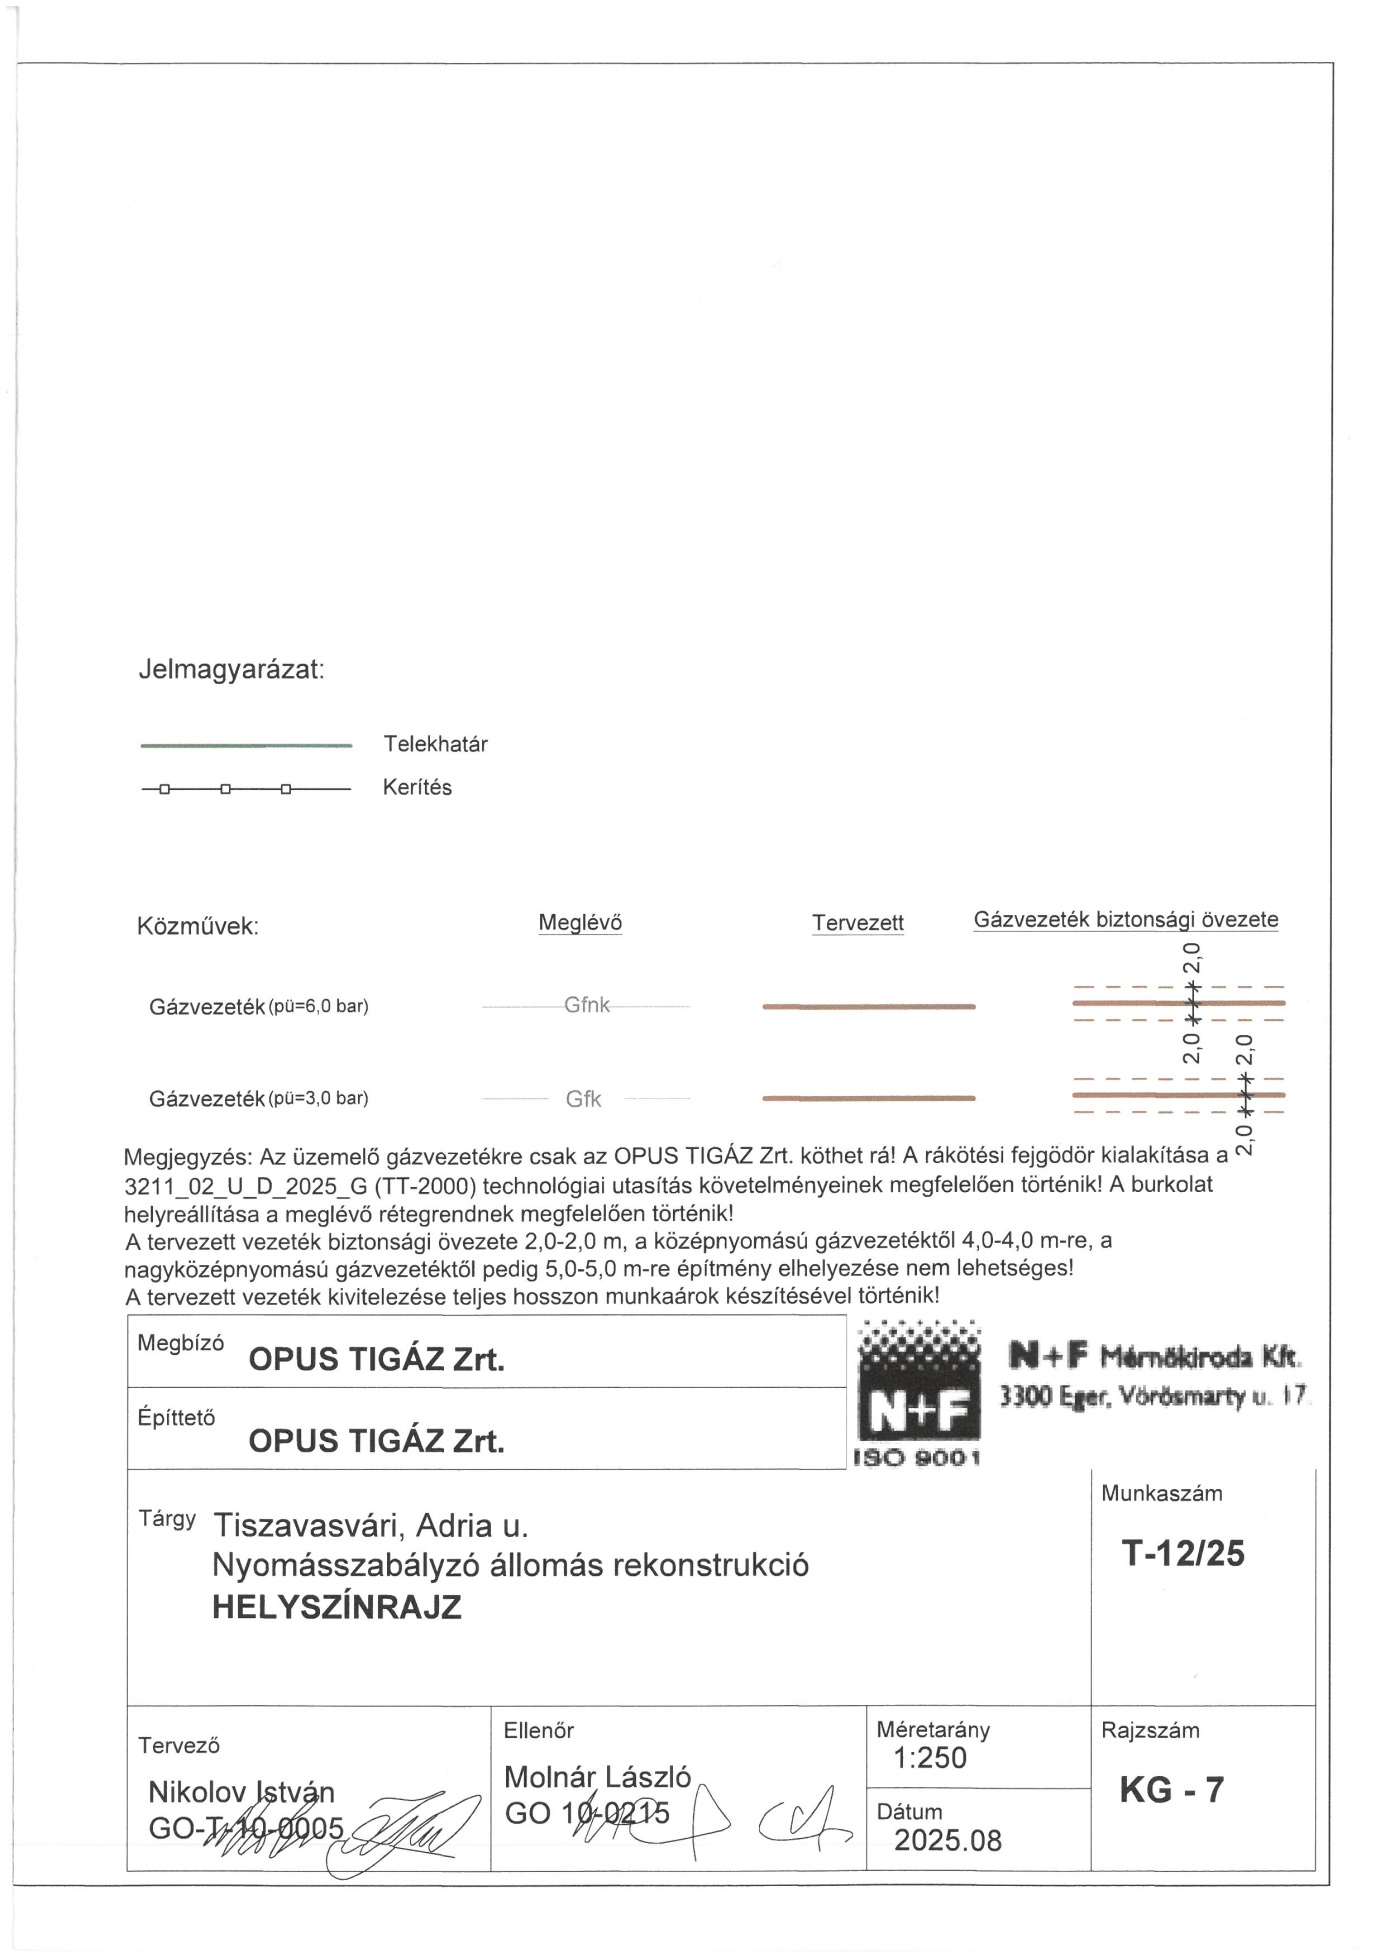 Jelmagyarázat:
Telekhatár
Kerítés
Közművek:
Meglévő
Tervezett
Gázvezeték biztonsági övezete
Gázvezeték (pü=6,0 bar)
Gfnk
2,0
2,0
Gázvezeték (pü=3,0 bar)
Gfk
2,0
2,0
Megjegyzés: Az üzemelő gázvezetékre csak az OPUS TIGÁZ Zrt. köthet rá! A rákötési fejgödör kialakítása a
3211_02_U_D_2025_G (TT-2000) technológiai utasítás követelményeinek megfelelően történik! A burkolat
helyreállítása a meglévő rétegrendnek megfelelően történik!
A tervezett vezeték biztonsági övezete 2,0-2,0 m, a középnyomású gázvezetéktől 4,0-4,0 m-re, a
nagyközépnyomású gázvezetéktől pedig 5,0-5,0 m-re építmény elhelyezése nem lehetséges!
A tervezett vezeték kivitelezése teljes hosszon munkaárok készítésével történik!
Megbízó
OPUS TIGÁZ Zrt.
Építtető
OPUS TIGÁZ Zrt.
N+F
ISO 9001
N+F Mérnökiroda Kft.
3300 Eger, Vörösmarty u. 17.
Tárgy
Tiszavasvári, Adria u.
Nyomásszabályzó állomás rekonstrukció
HELYSZÍNRAJZ
Munkaszám
T-12/25
Tervező
Nikolov István
GO-T-10-0005
Ellenőr
Molnár László
GO 10-0215
Méretarány
1:250
Dátum
2025.08
Rajzszám
KG - 7